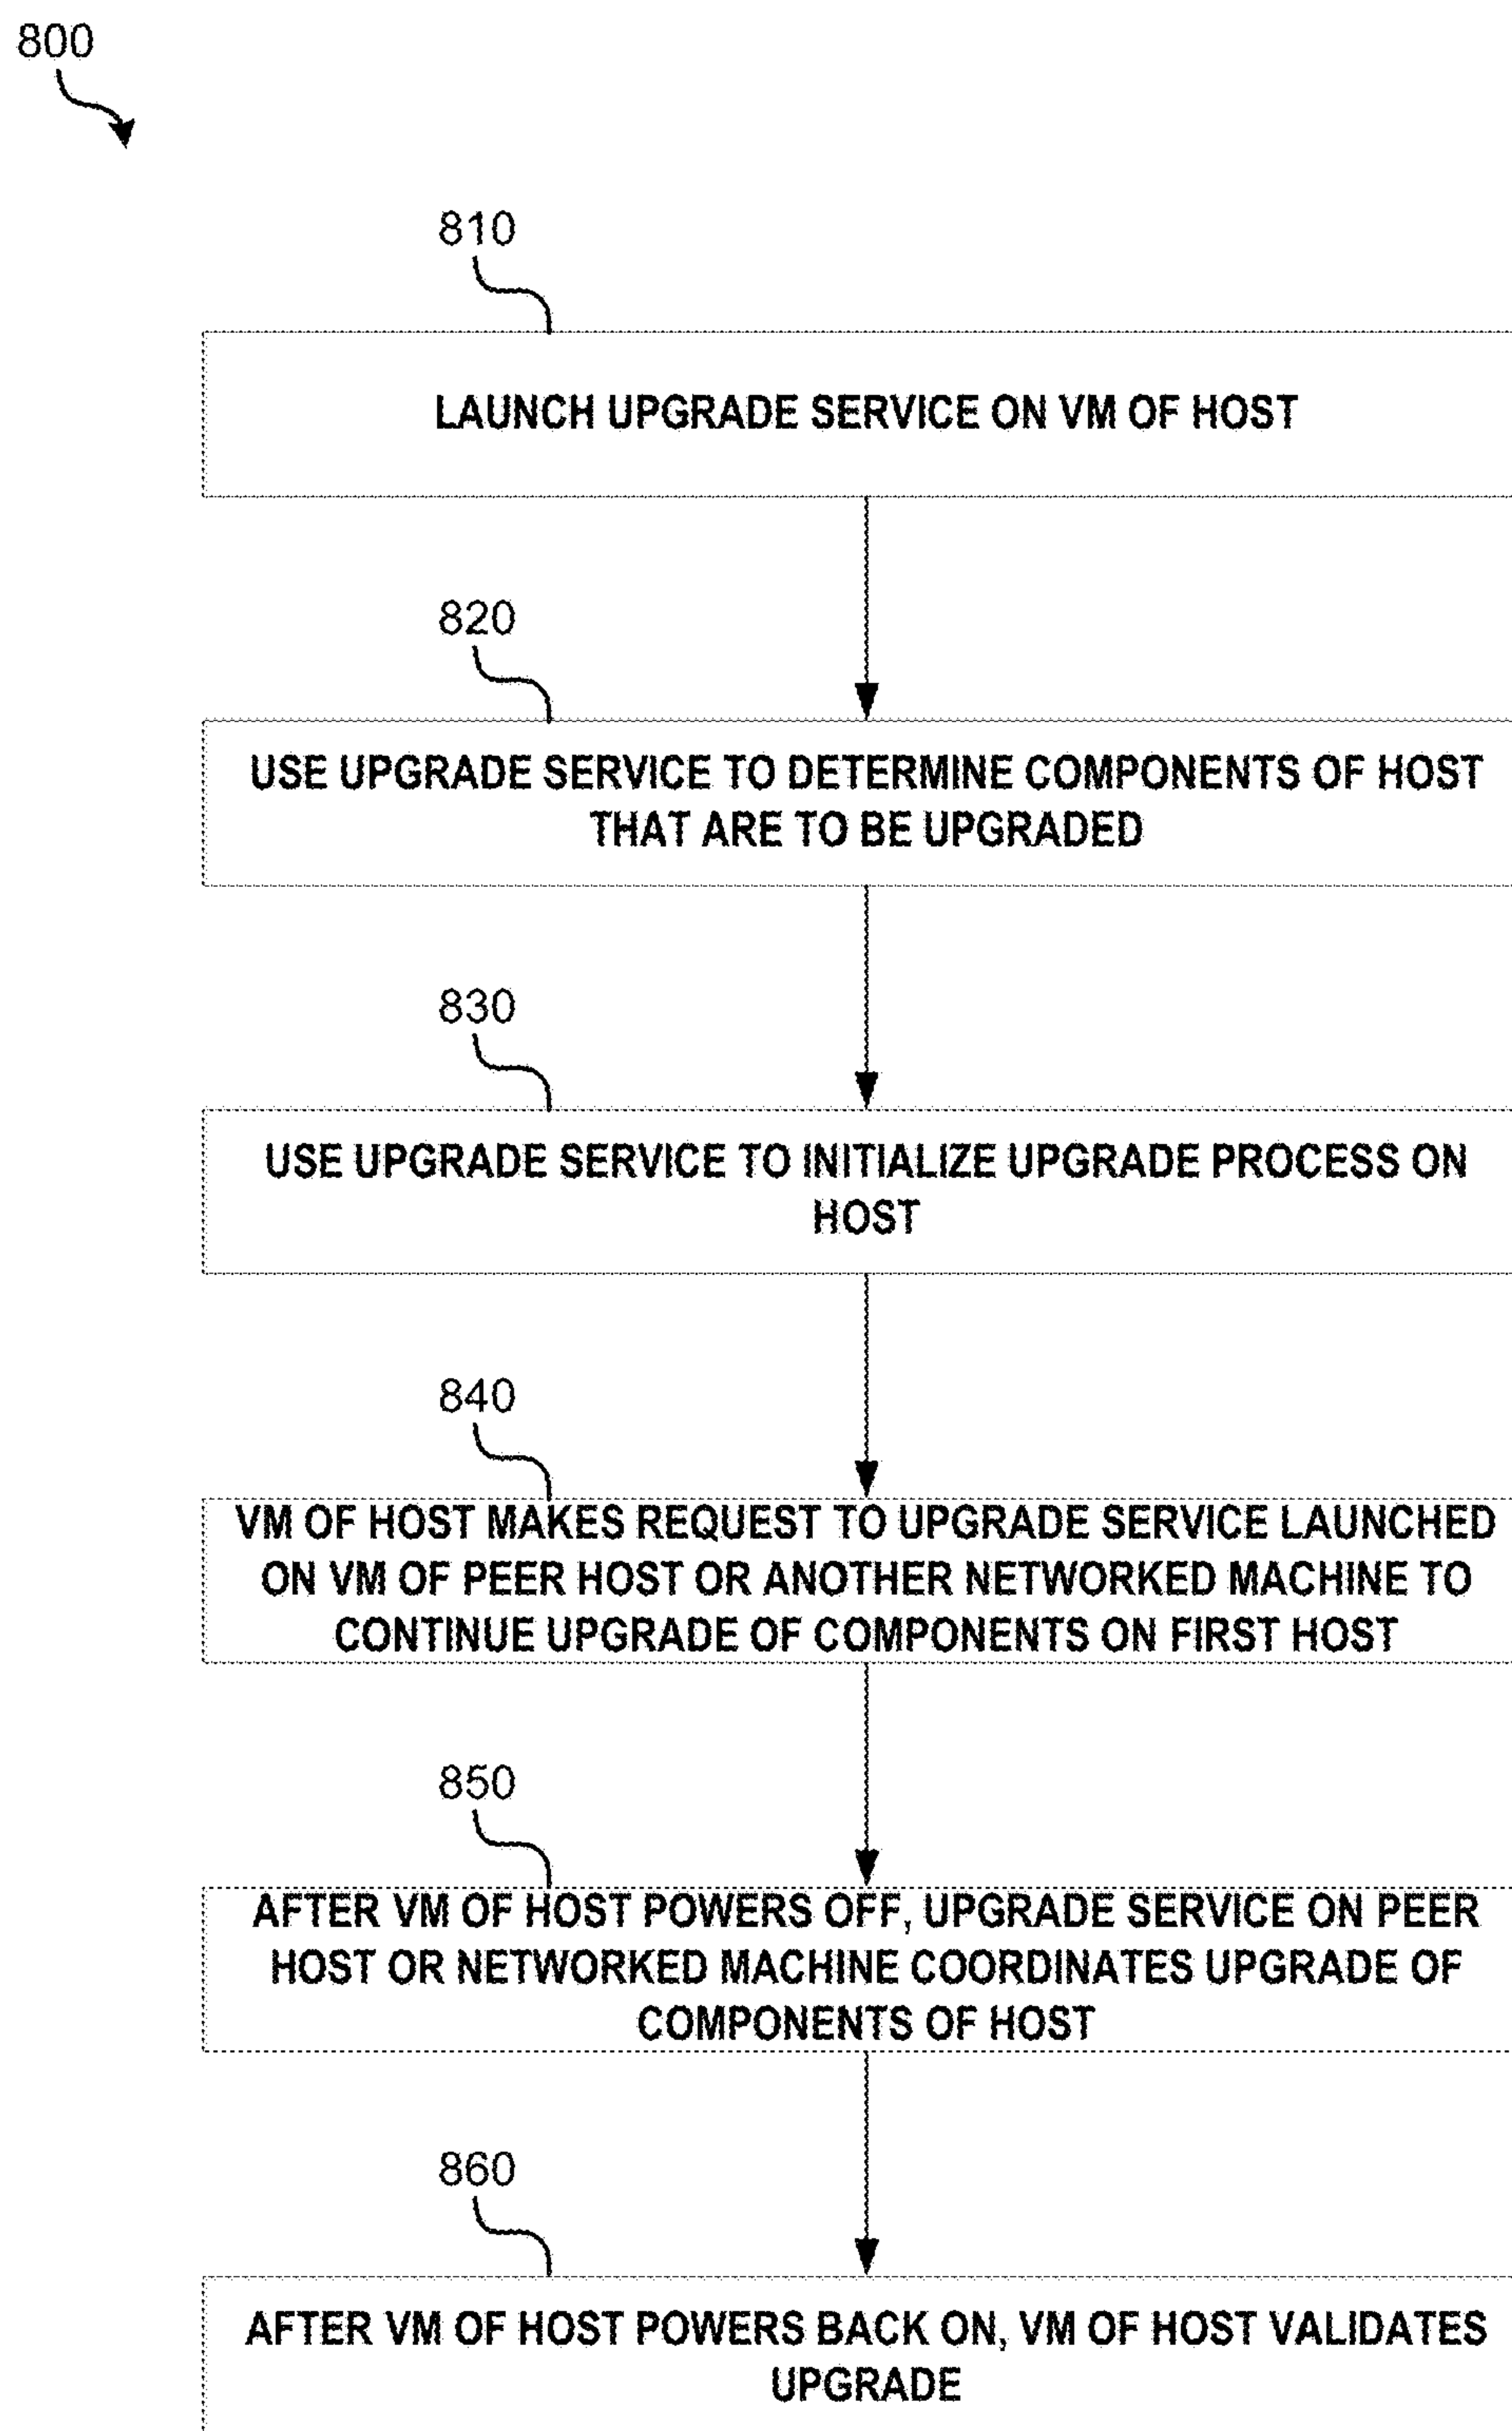 800
810
LAUNCH UPGRADE SERVICE ON VM OF HOST
820
USE UPGRADE SERVICE TO DETERMINE COMPONENTS OF HOST
THAT ARE TO BE UPGRADED
830
USE UPGRADE SERVICE TO INITIALIZE UPGRADE PROCESS ON
HOST
840
VM OF HOST MAKES REQUEST TO UPGRADE SERVICE LAUNCHED
ON VM OF PEER HOST OR ANOTHER NETWORKED MACHINE TO
CONTINUE UPGRADE OF COMPONENTS ON FIRST HOST
850
AFTER VM OF HOST POWERS OFF, UPGRADE SERVICE ON PEER
HOST OR NETWORKED MACHINE COORDINATES UPGRADE OF
COMPONENTS OF HOST
860
AFTER VM OF HOST POWERS BACK ON, VM OF HOST VALIDATES
UPGRADE